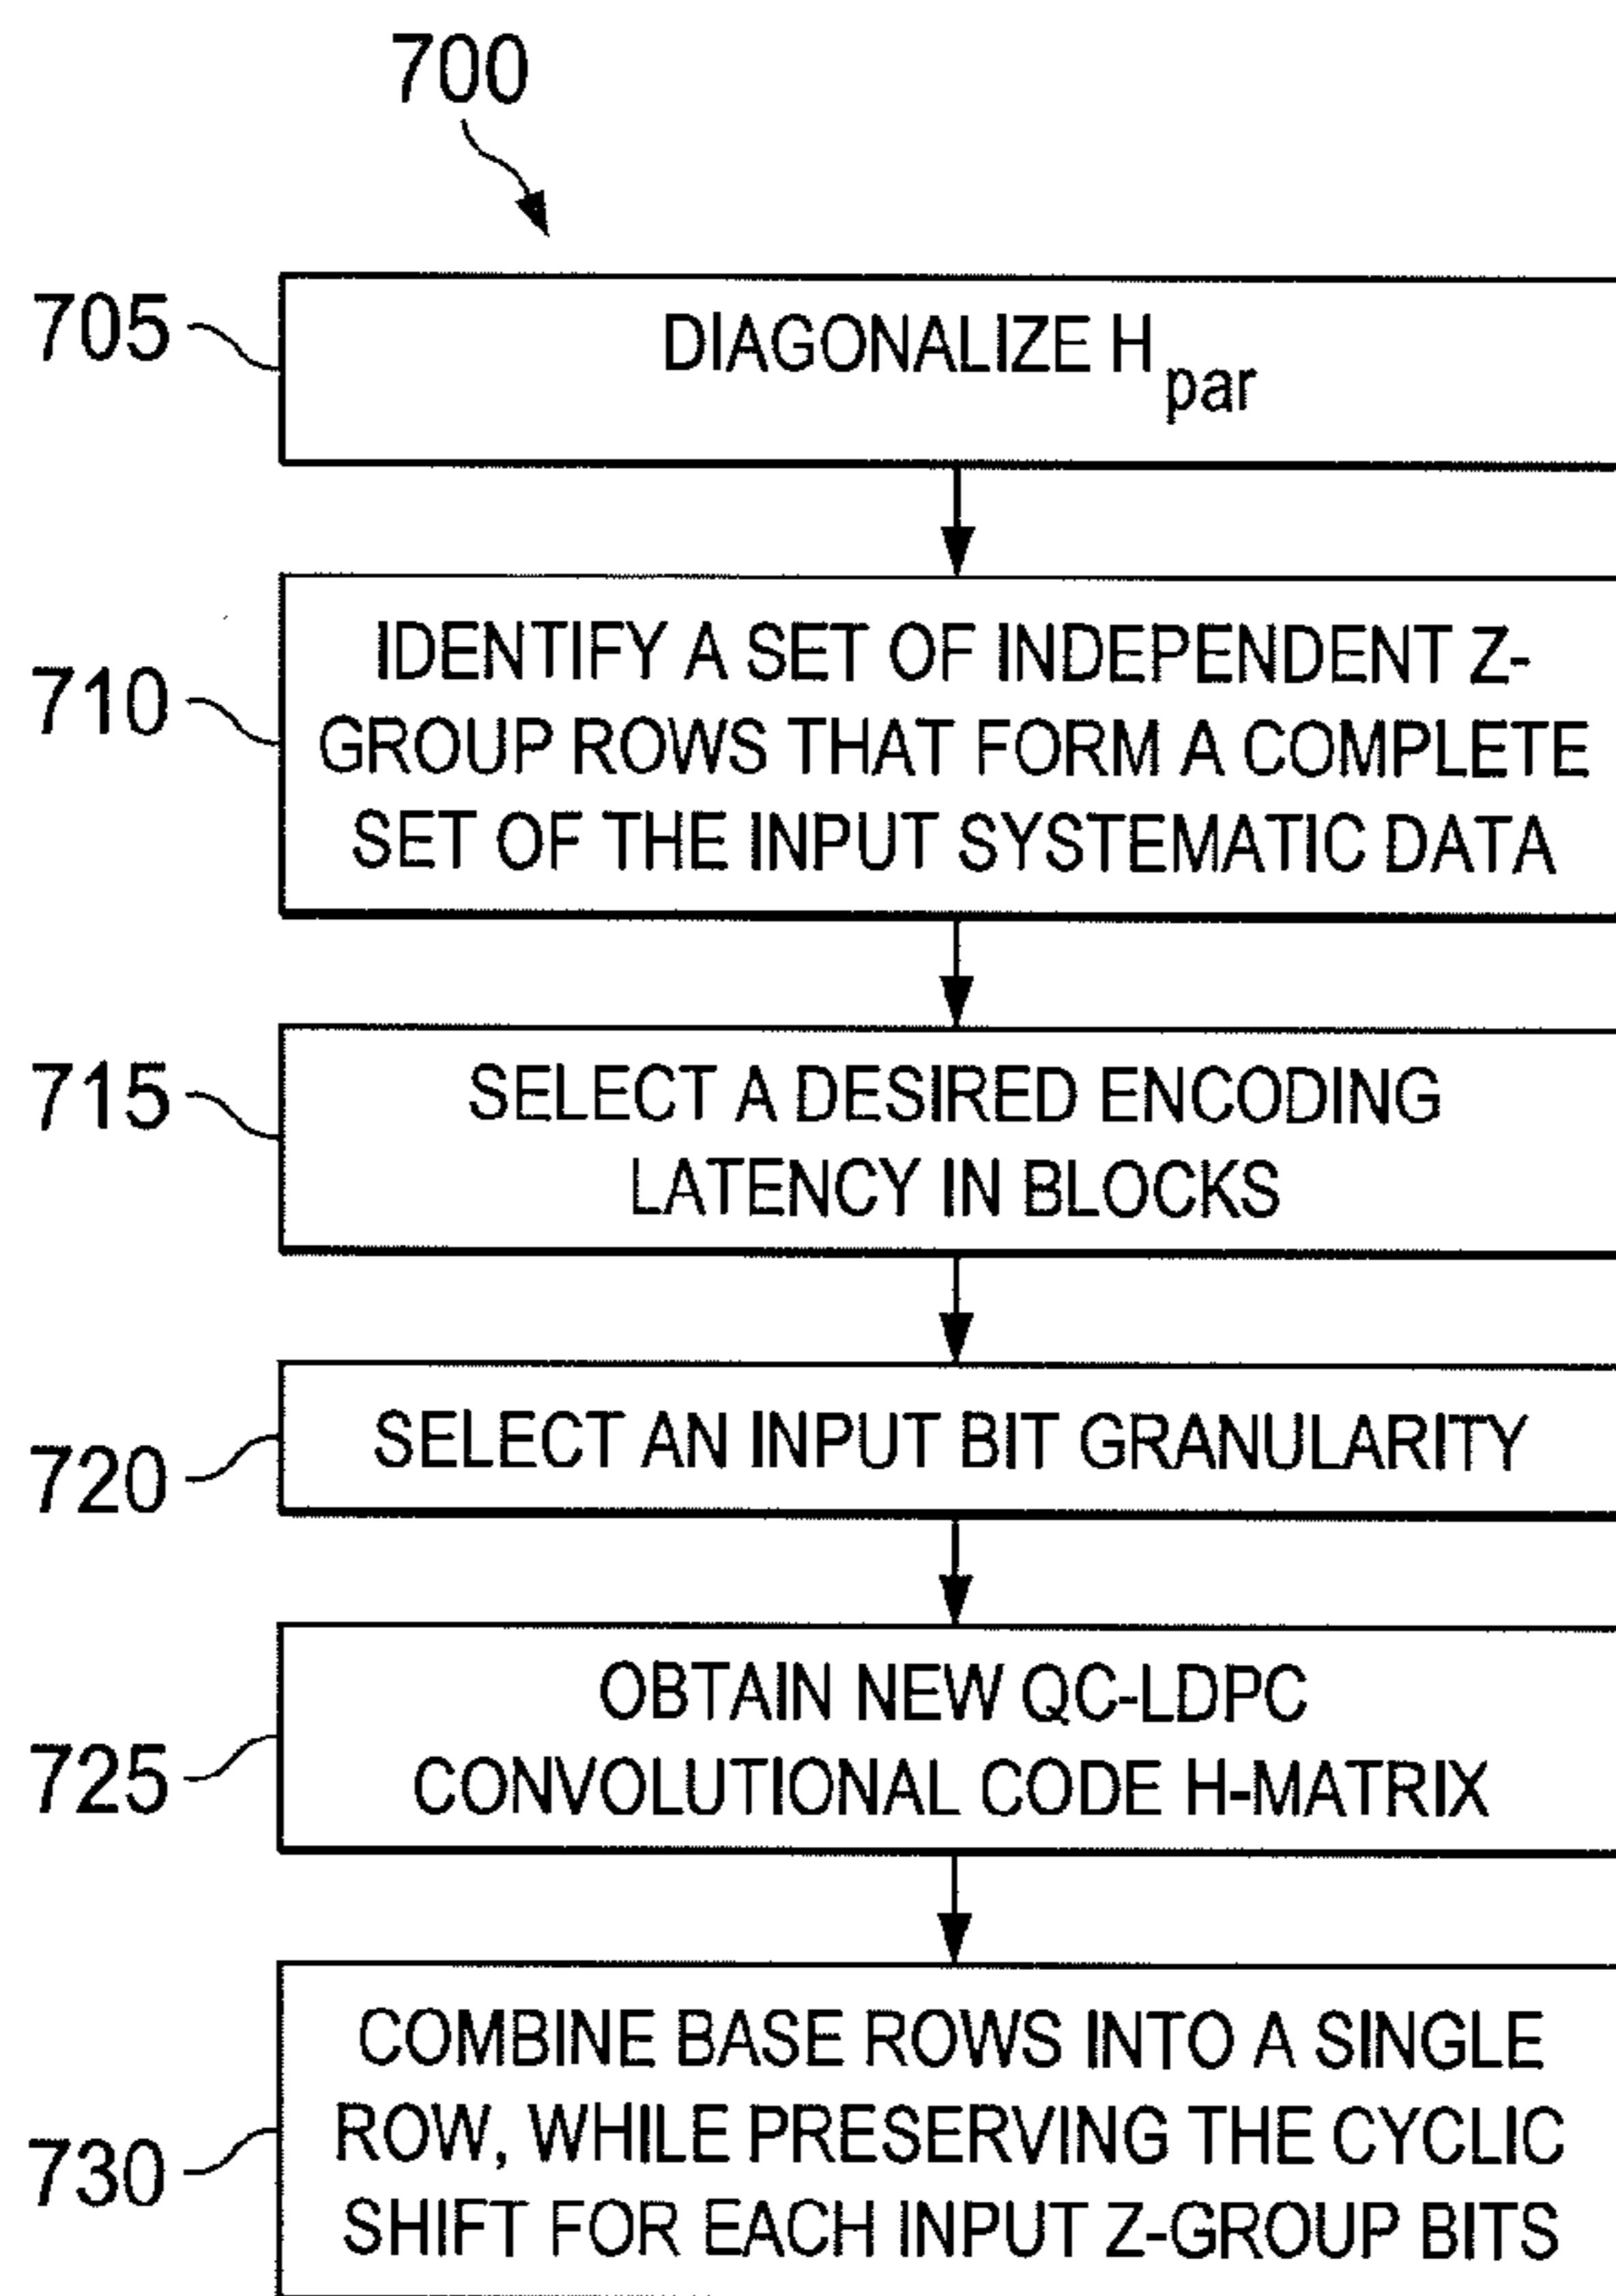 700
705
DIAGONALIZE H par
710
IDENTIFY A SET OF INDEPENDENT Z-
GROUP ROWS THAT FORM A COMPLETE
SET OF THE INPUT SYSTEMATIC DATA
715
SELECT A DESIRED ENCODING
LATENCY IN BLOCKS
720
SELECT AN INPUT BIT GRANULARITY
725
OBTAIN NEW QC-LDPC
CONVOLUTIONAL CODE H-MATRIX
730
COMBINE BASE ROWS INTO A SINGLE
ROW, WHILE PRESERVING THE CYCLIC
SHIFT FOR EACH INPUT Z-GROUP BITS